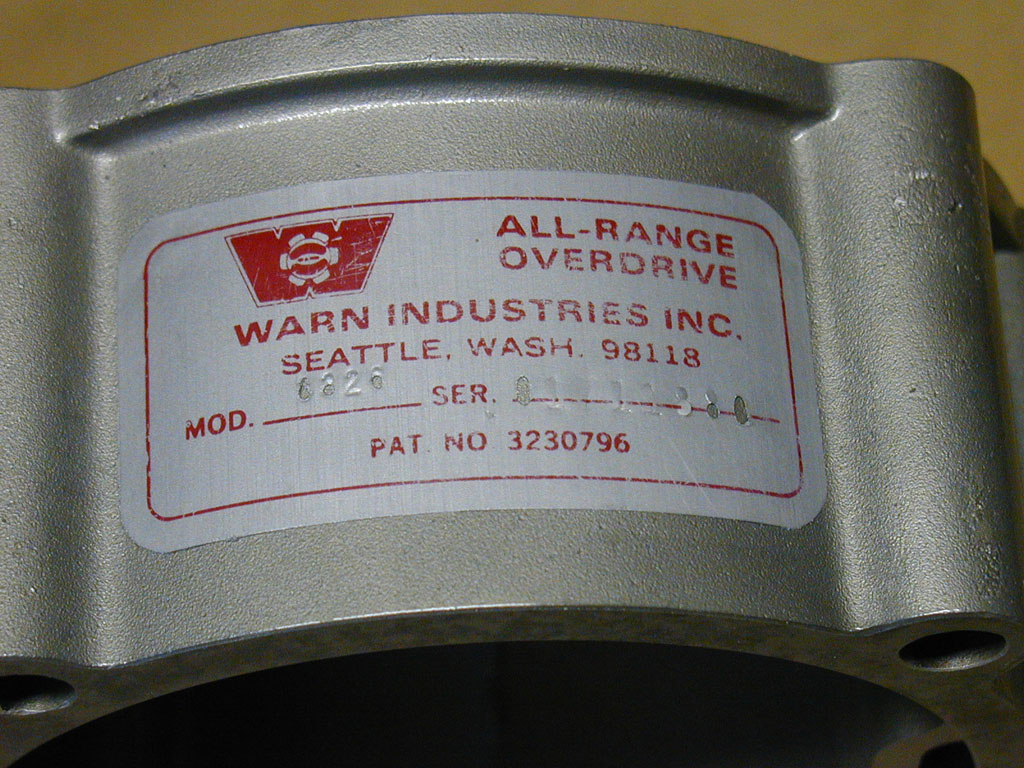 W
ALL-RANGE
OVERDRIVE
WARN INDUSTRIES INC.
SEATTLE, WASH. 98118
MOD. SER.
PAT. NO 3230796